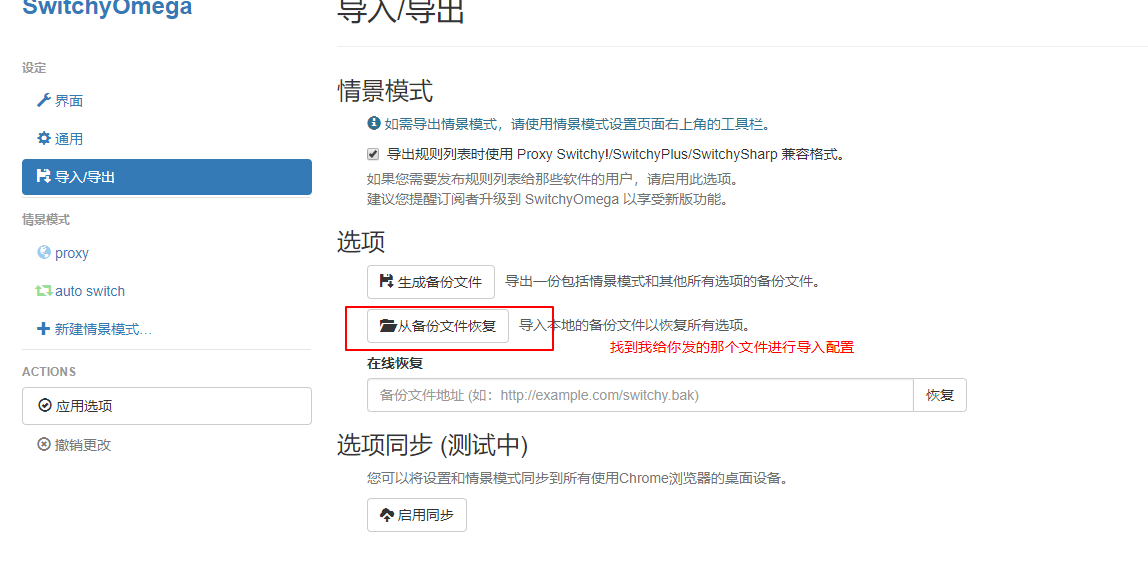 SwitchyOmega
导入/导出
设定
界面
通用
导入/导出
情景模式
proxy
auto switch
新建情景模式…
ACTIONS
应用选项
撤销更改
情景模式
如需导出情景模式，请使用情景模式设置页面右上角的工具栏。
导出规则列表时使用 Proxy Switchy!/SwitchyPlus/SwitchySharp 兼容格式。
如果您需要发布规则列表给那些软件的用户，请启用此选项。
建议您提醒订阅者升级到 SwitchyOmega 以享受新版功能。
选项
生成备份文件 导出一份包括情景模式和其他所有选项的备份文件。
从备份文件恢复 导入本地的备份文件以恢复所有选项。
找到我给你发的那个文件进行导入配置
在线恢复
备份文件地址 (如：http://example.com/switchy.bak) 恢复
选项同步 (测试中)
您可以将设置和情景模式同步到所有使用Chrome浏览器的桌面设备。
启用同步